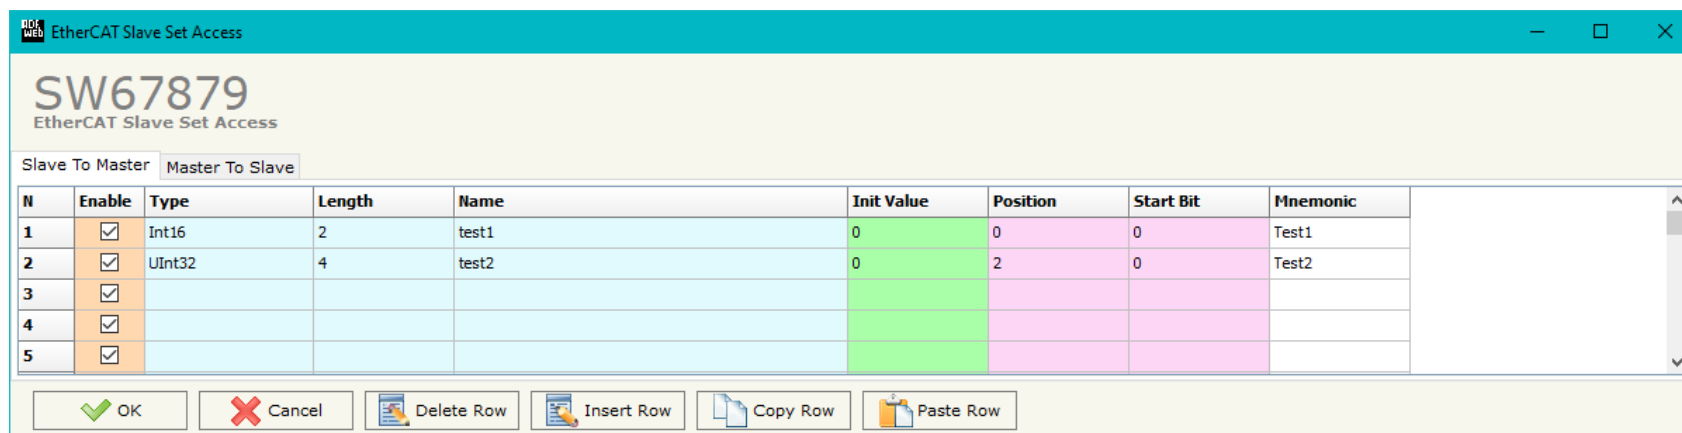 ADF WEB EtherCAT Slave Set Access
SW67879
EtherCAT Slave Set Access
Slave To Master Master To Slave
N Enable Type Length Name Init Value Position Start Bit Mnemonic
1 Int16 2 test1 0 0 0 Test1
2 UInt32 4 test2 0 2 0 Test2
3
4
5
OK Cancel Delete Row Insert Row Copy Row Paste Row